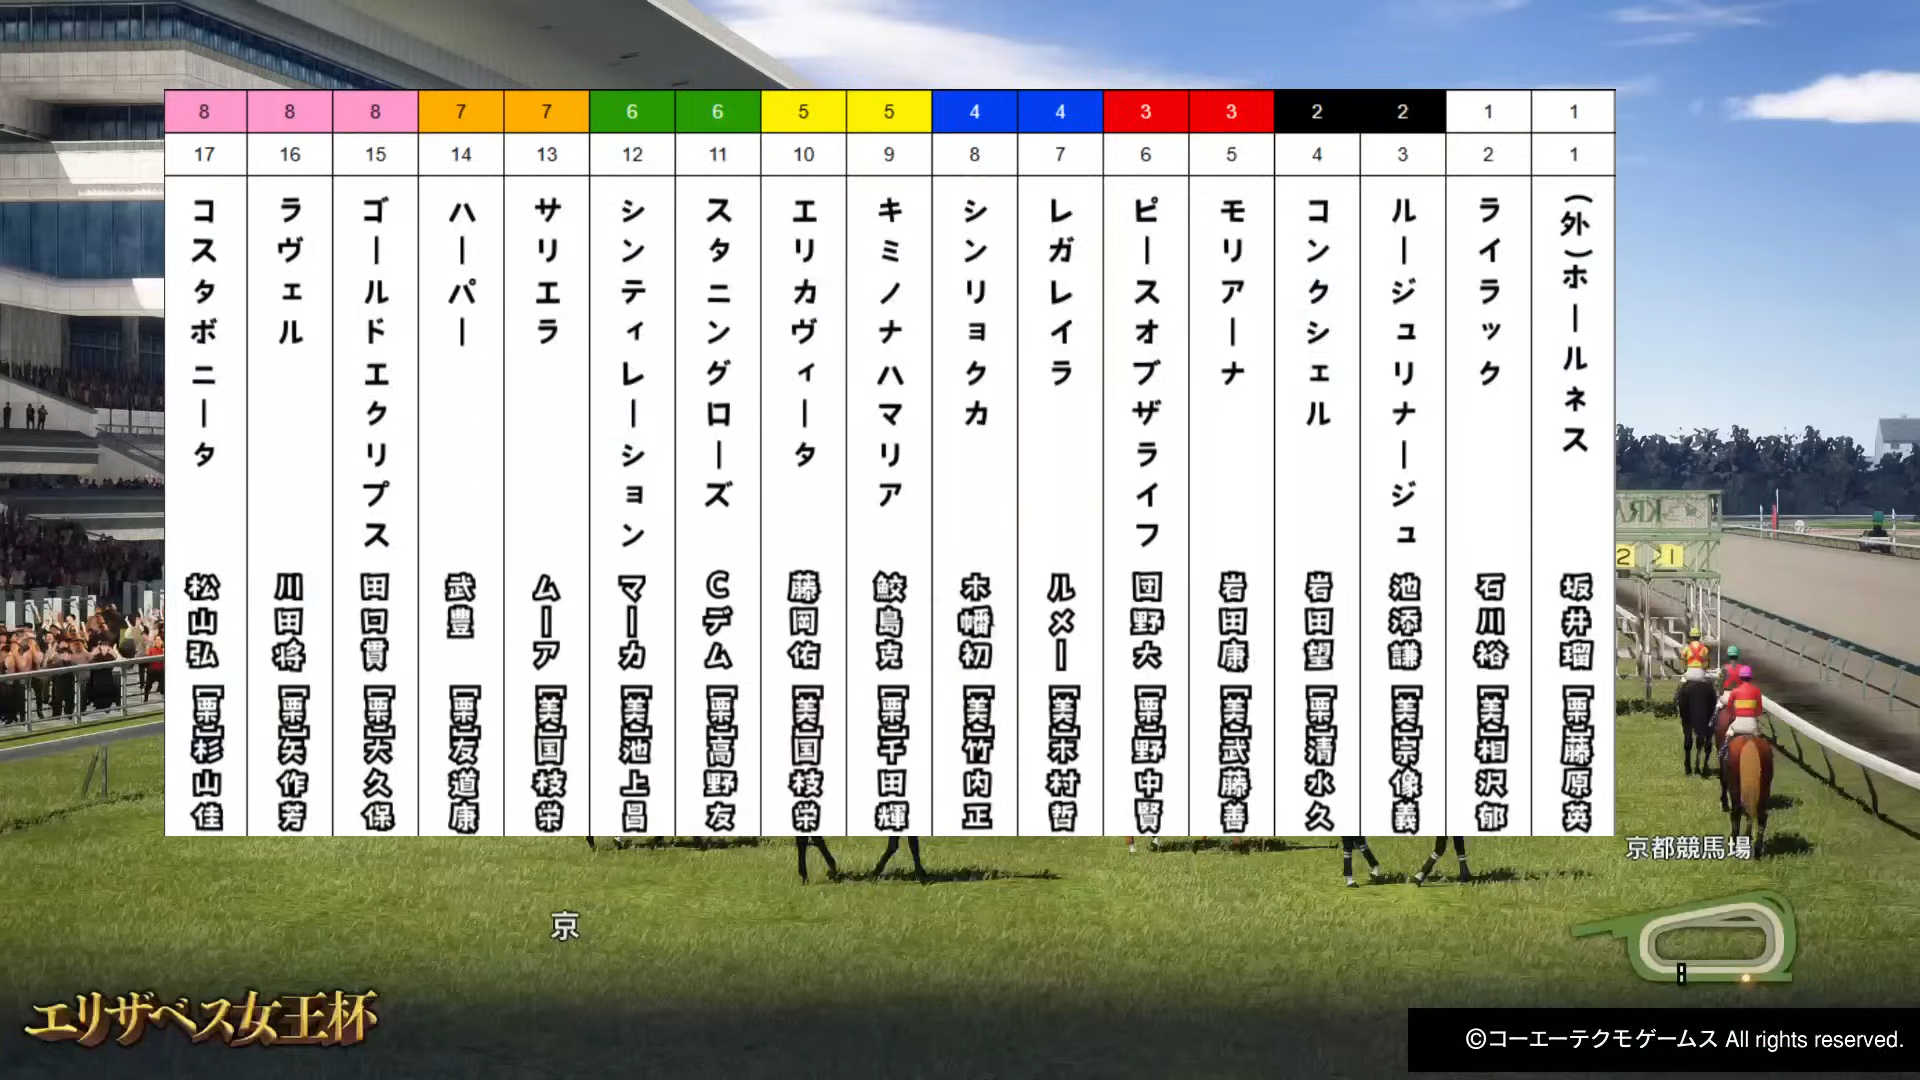 8 8 8 7 7 6 6 5 5 4 4 3 3 2 2 1 1
17 16 15 14 13 12 11 10 9 8 7 6 5 4 3 2 1
(外)ホールネス 坂井瑠 [栗]藤原英
ライラック 石川裕 [美]相沢郁
ルージュリナージュ 池添謙 [美]宗像義
コンクシェル 岩田望 [栗]清水久
モリアーナ 岩田康 [美]武藤善
ピースオブザライフ 団野大 [栗]野中賢
レガレイラ ルメー [美]木村哲
シンリョクカ 木幡初 [美]竹内正
キミノナハマリア 鮫島克 [栗]千田輝
エリカヴィータ 藤岡佑 [美]国枝栄
スタニングローズ Cデム [栗]高野友
シンティレーション マーカ [美]池上昌
サリエラ ムーア [美]国枝栄
ハーパー 武豊 [栗]友道康
ゴールドエクリプス 田口貫 [栗]大久保
ラヴェル 川田将 [栗]矢作芳
コスタボニータ 松山弘 [栗]杉山佳
2 1
京都競馬場
京
エリザベス女王杯
©コーエーテクモゲームス All rights reserved.